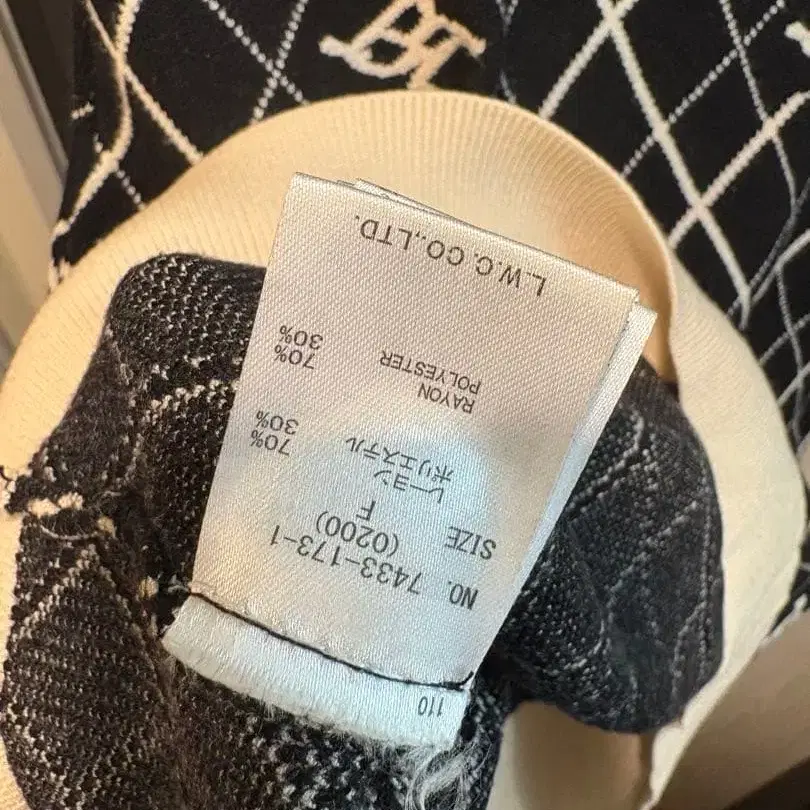 110
NO. 7433-173-1
(0200)
SIZE F
レーヨン 70%
ポリエステル 30%
RAYON 70%
POLYESTER 30%
L.W.C. CO.,LTD.